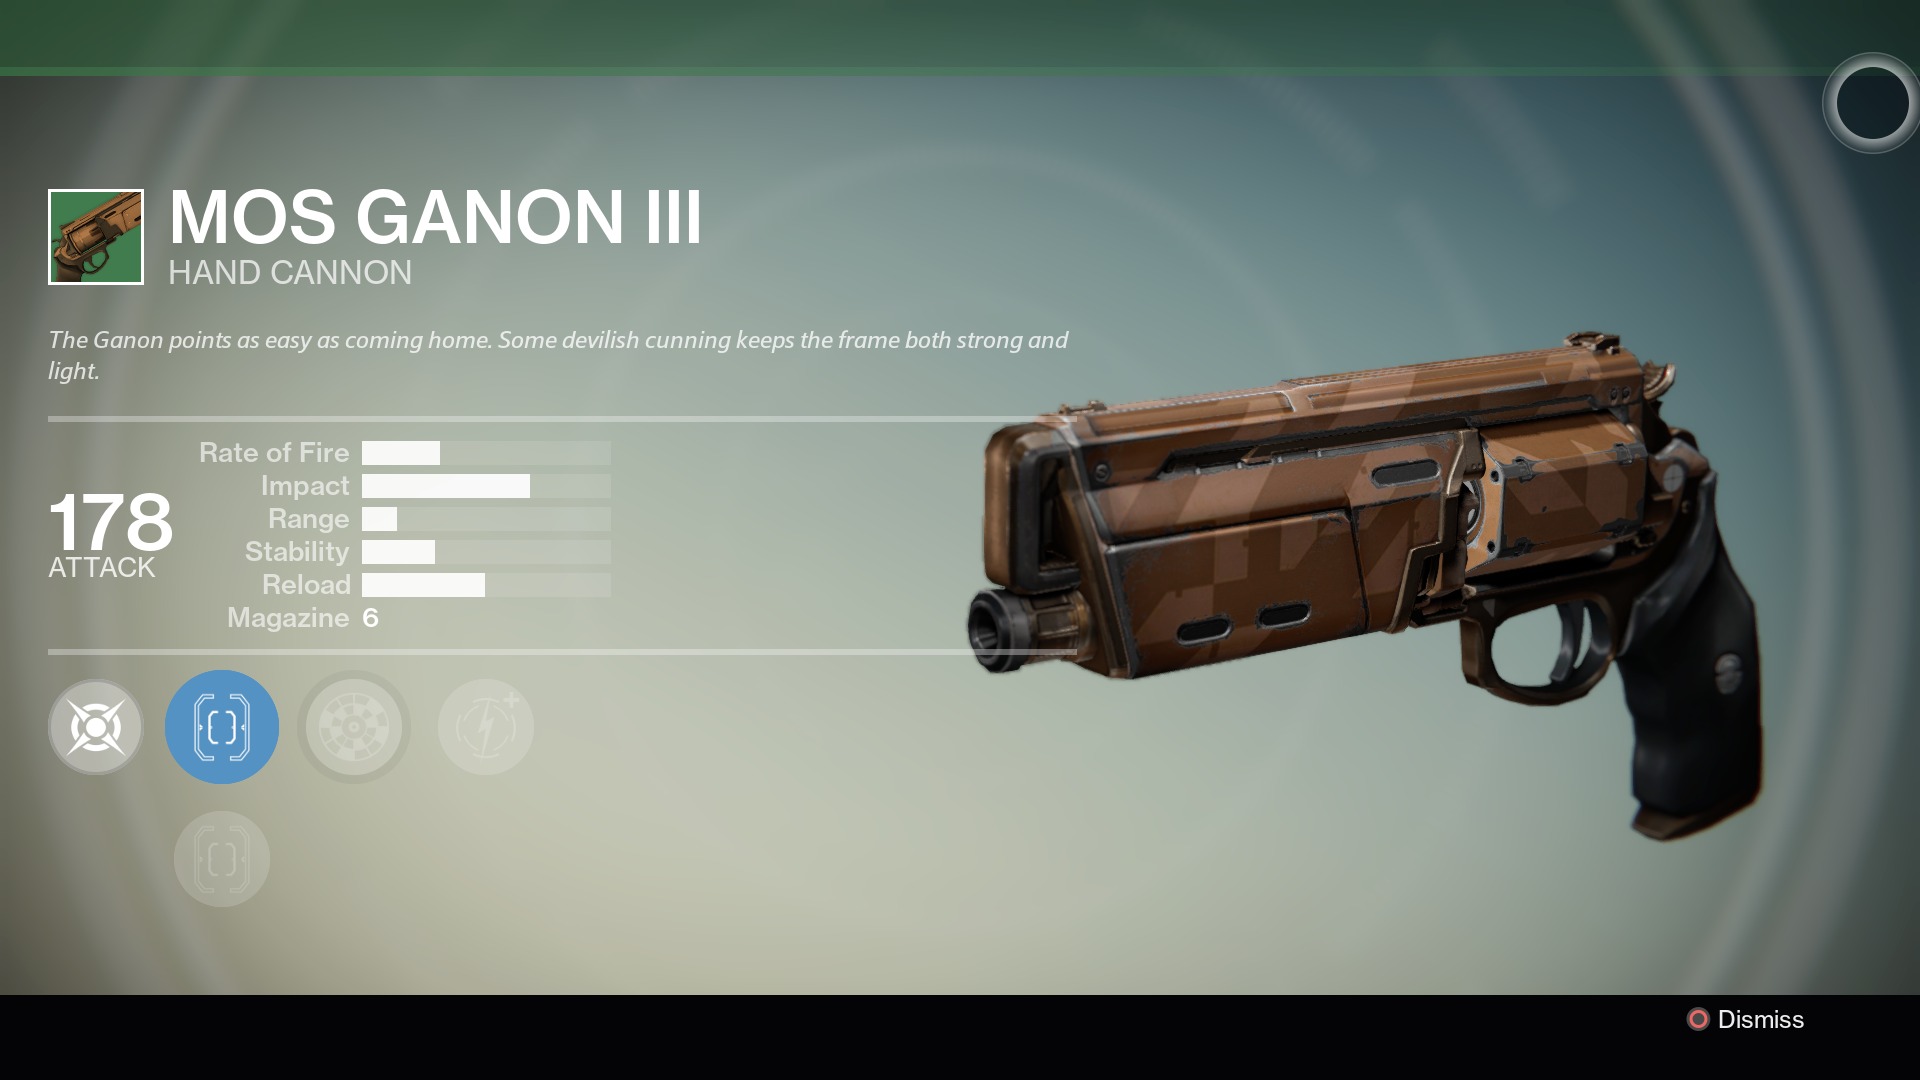 MOS GANON III
HAND CANNON
The Ganon points as easy as coming home. Some devilish cunning keeps the frame both strong and
light.
178
ATTACK
Rate of Fire
Impact
Range
Stability
Reload
Magazine 6
Dismiss